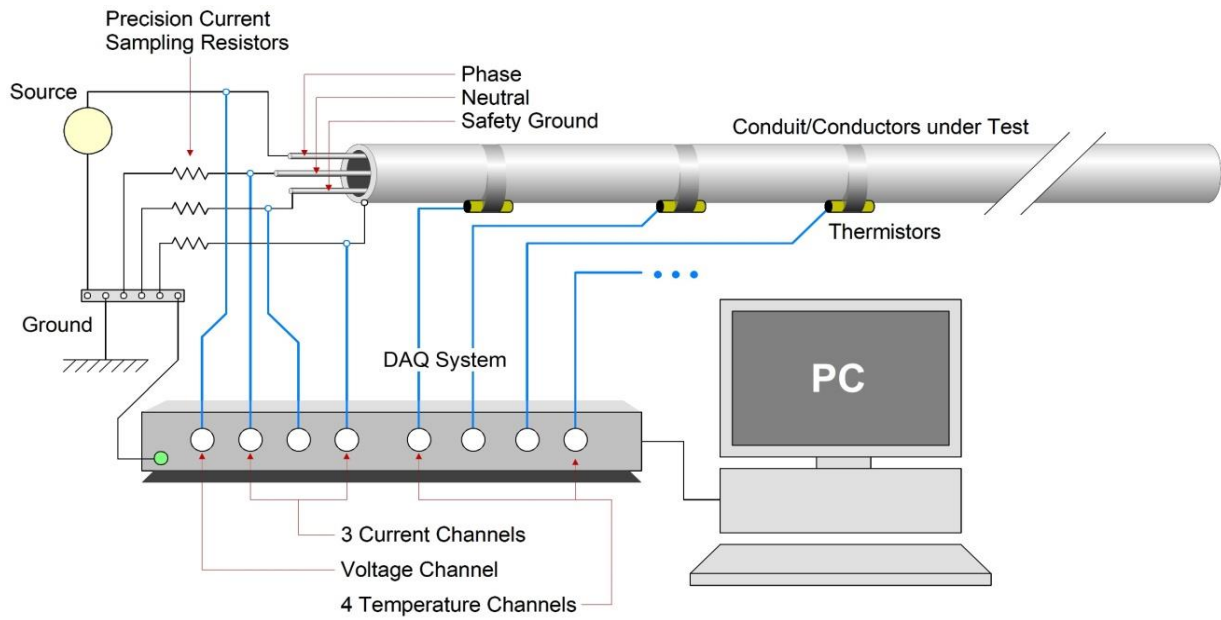 Precision Current
Sampling Resistors
Source
Phase
Neutral
Safety Ground
Conduit/Conductors under Test
Thermistors
Ground
DAQ System
PC
3 Current Channels
Voltage Channel
4 Temperature Channels